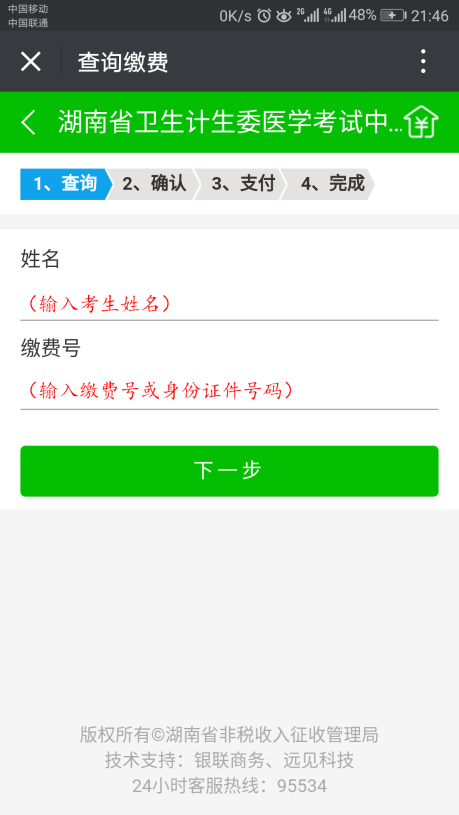 中国移动
中国联通
0K/s 2G 4G 48% 21:46
查询缴费
湖南省卫生计生委医学考试中...
1、查询 2、确认 3、支付 4、完成
姓名
（输入考生姓名）
缴费号
（输入缴费号或身份证件号码）
下一步
版权所有©湖南省非税收入征收管理局
技术支持：银联商务、远见科技
24小时客服热线：95534